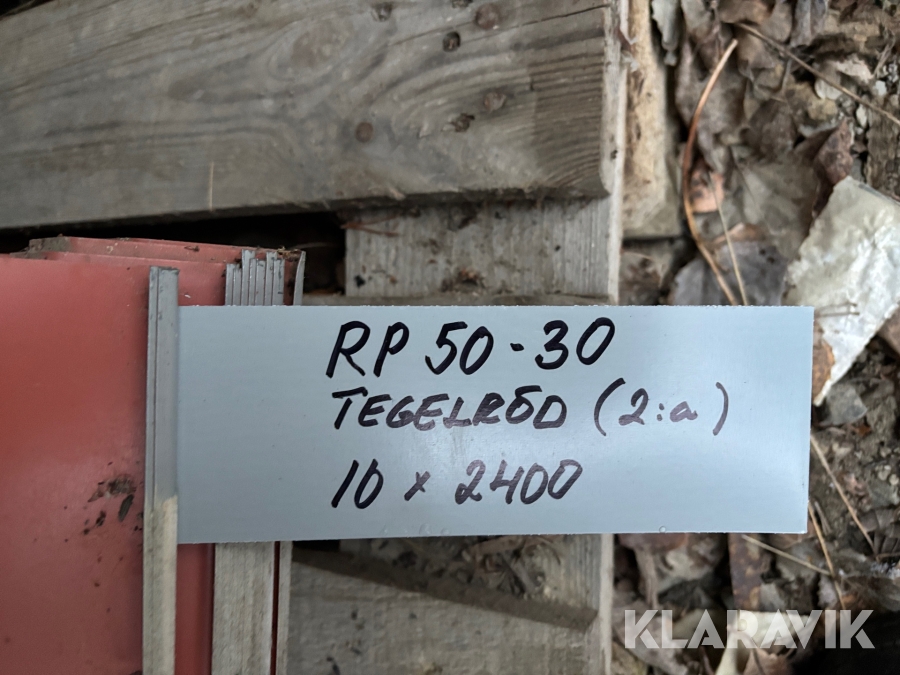 RP 50-30
TEGELRÖD (2:a)
10 x 2400
KLARAVIK